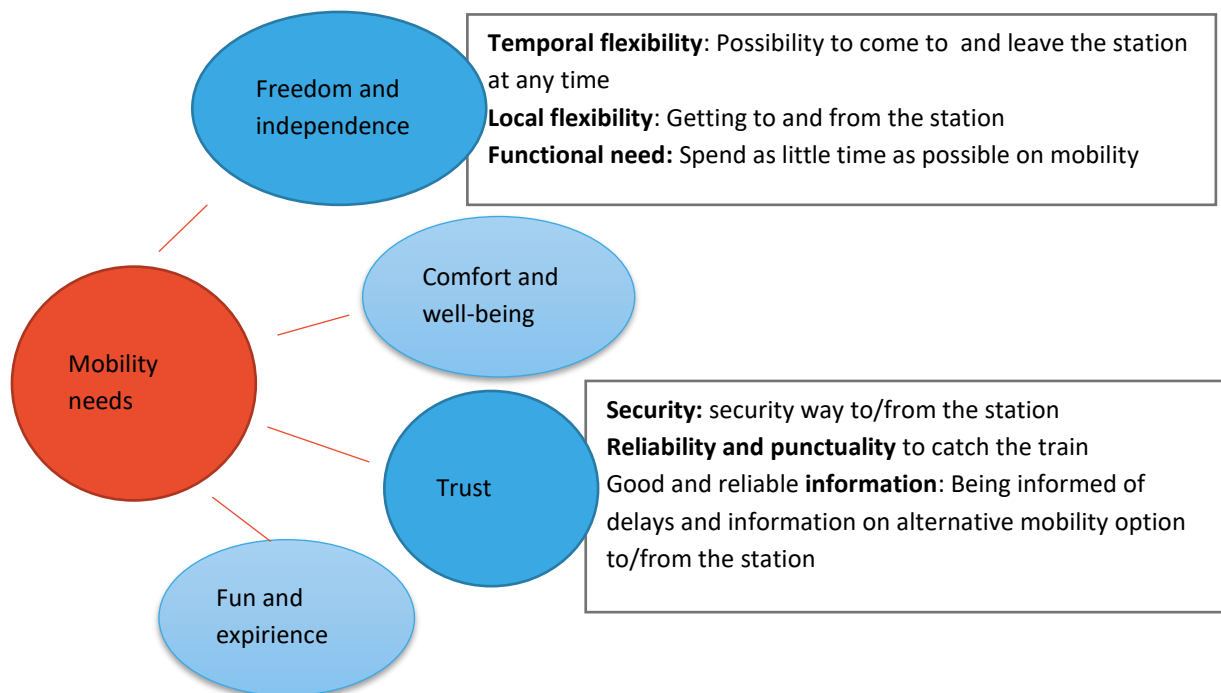 Temporal flexibility: Possibility to come to and leave the station
at any time
Local flexibility: Getting to and from the station
Functional need: Spend as little time as possible on mobility
Freedom and
independence
Comfort and
well-being
Mobility
needs
Security: security way to/from the station
Reliability and punctuality to catch the train
Good and reliable information: Being informed of
delays and information on alternative mobility option
to/from the station
Trust
Fun and
expirience